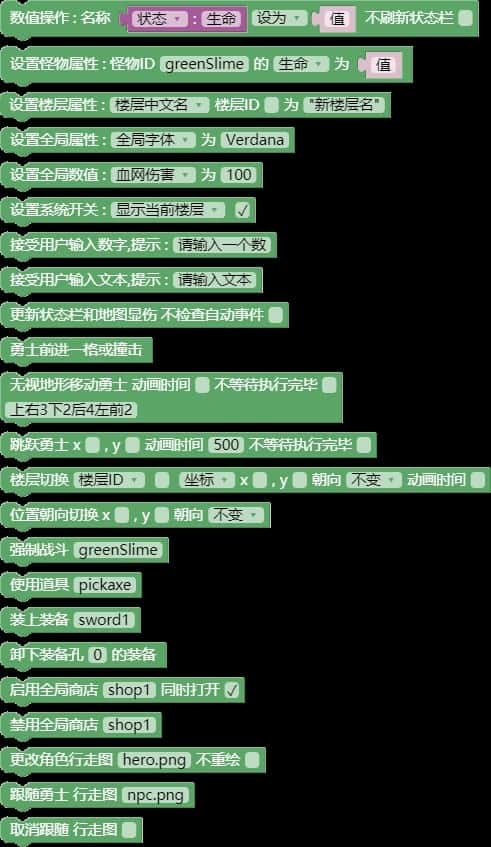 数值操作 : 名称 状态 : 生命 设为 值 不刷新状态栏
设置怪物属性 : 怪物ID greenSlime 的 生命 为 值
设置楼层属性 : 楼层中文名 楼层ID 为 "新楼层名"
设置全局属性 : 全局字体 为 Verdana
设置全局数值 : 血网伤害 为 100
设置系统开关 : 显示当前楼层 ✓
接受用户输入数字,提示 : 请输入一个数
接受用户输入文本,提示 : 请输入文本
更新状态栏和地图显伤 不检查自动事件
勇士前进一格或撞击
无视地形移动勇士 动画时间 不等待执行完毕
上右3下2后4左前2
跳跃勇士 x , y 动画时间 500 不等待执行完毕
楼层切换 楼层ID 坐标 x , y 朝向 不变 动画时间
位置朝向切换 x , y 朝向 不变
强制战斗 greenSlime
使用道具 pickaxe
装上装备 sword1
卸下装备孔 0 的装备
启用全局商店 shop1 同时打开 ✓
禁用全局商店 shop1
更改角色行走图 hero.png 不重绘
跟随勇士 行走图 npc.png
取消跟随 行走图